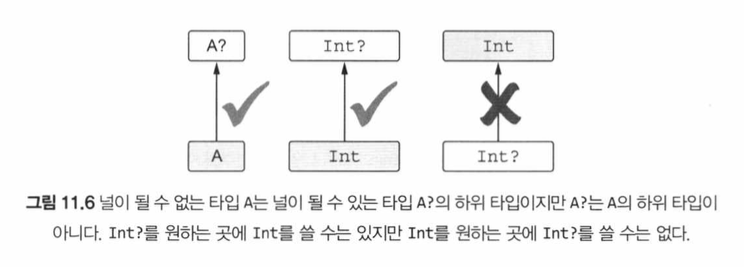 A? Int? Int
A Int Int?
그림 11.6 널이 될 수 없는 타입 A는 널이 될 수 있는 타입 A?의 하위 타입이지만 A?는 A의 하위 타입이
아니다. Int?를 원하는 곳에 Int를 쓸 수는 있지만 Int를 원하는 곳에 Int?를 쓸 수는 없다.